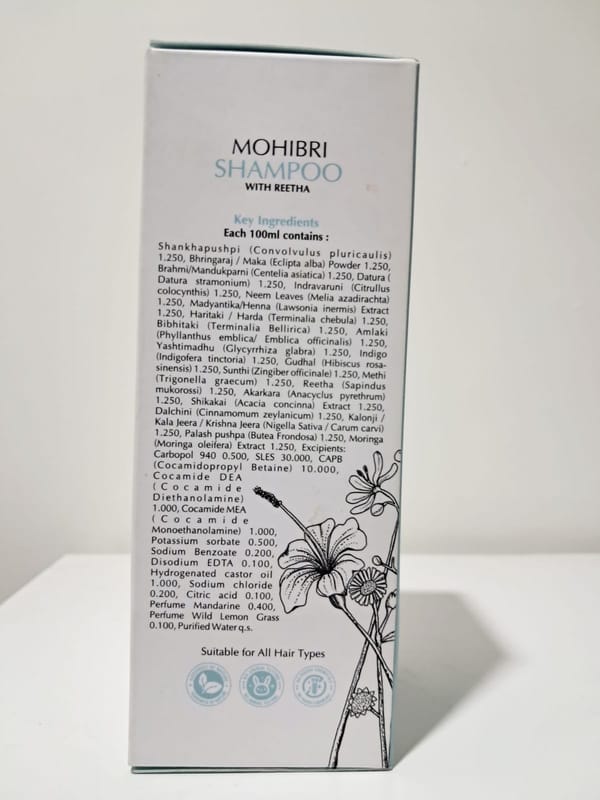 MOHIBRI
SHAMPOO
WITH REETHA
Key Ingredients
Each 100ml contains :
Shankhapushpi (Convolvulus pluricaulis)
1.250, Bhringaraj / Maka (Eclipta alba) Powder 1.250,
Brahmi/Mandukparni (Centelia asiatica) 1.250, Datura (
Datura stramonium) 1.250, Indravaruni (Citrullus
colocynthis) 1.250, Neem Leaves (Melia azadirachta)
1.250, Madyantika/Henna (Lawsonia inermis) Extract
1.250, Haritaki / Harda (Terminalia chebula) 1.250,
Bibhitaki (Terminalia Bellirica) 1.250, Amlaki
(Phyllanthus emblica/ Emblica officinalis) 1.250,
Yashtimadhu (Glycyrrhiza glabra) 1.250, Indigo
(Indigofera tinctoria) 1.250, Gudhal (Hibiscus rosa-
sinensis) 1.250, Sunthi (Zingiber officinale) 1.250, Methi
(Trigonella graecum) 1.250, Reetha (Sapindus
mukorossi) 1.250, Akarkara (Anacyclus pyrethrum)
1.250, Shikakai (Acacia concinna) Extract 1.250,
Dalchini (Cinnamomum zeylanicum) 1.250, Kalonji /
Kala Jeera / Krishna Jeera (Nigella Sativa / Carum carvi)
1.250, Palash pushpa (Butea Frondosa) 1.250, Moringa
(Moringa oleifera) Extract 1.250, Excipients:
Carbopol 940 0.500, SLES 30.000, CAPB
(Cocamidopropyl Betaine) 10.000,
Cocamide DEA
(Cocamide
Diethanolamine)
1.000, Cocamide MEA
(Cocamide
Monoethanolamine) 1.000,
Potassium sorbate 0.500,
Sodium Benzoate 0.200,
Disodium EDTA 0.100,
Hydrogenated castor oil
1.000, Sodium chloride
0.200, Citric acid 0.100,
Perfume Mandarine 0.400,
Perfume Wild Lemon Grass
0.100, Purified Water q.s.
Suitable for All Hair Types